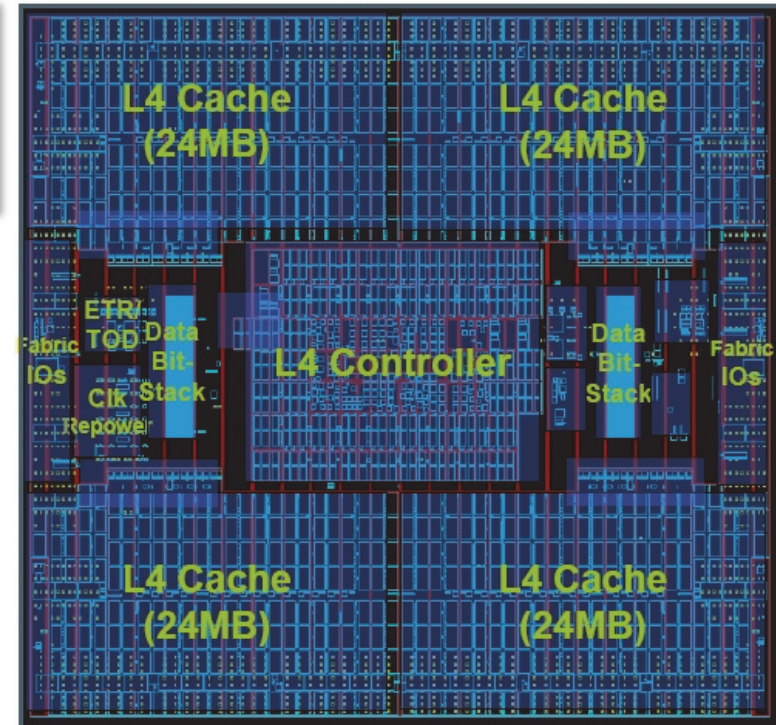 L4 Cache
(24MB)
L4 Cache
(24MB)
ETR/
TOD
Data
Bit-
Stack
Fabric
IOs
Clk
Repower
L4 Controller
Data
Bit-
Stack
Fabric
IOs
L4 Cache
(24MB)
L4 Cache
(24MB)